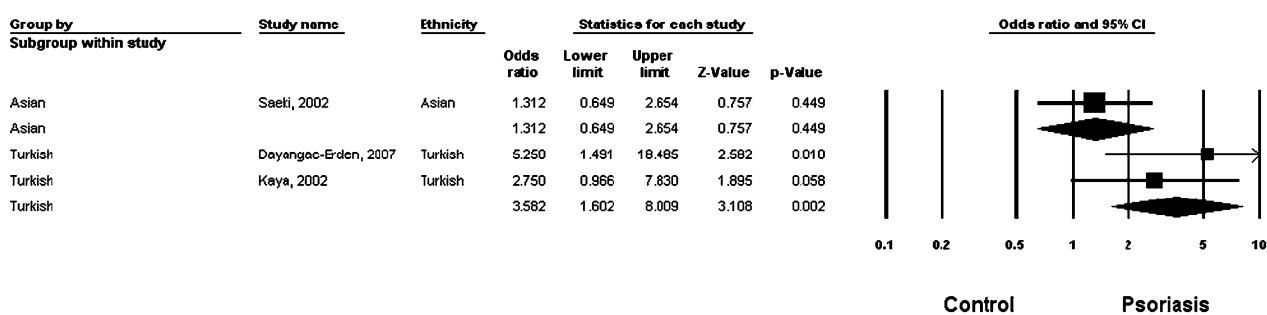 Group by Study name Ethnicity Statistics for each study Odds ratio and 95% CI
Subgroup within study
Odds Lower Upper
ratio limit limit Z-Value p-Value
Asian Saeki, 2002 Asian 1.312 0.649 2.654 0.757 0.449
Asian 1.312 0.649 2.654 0.757 0.449
Turkish Dayangac-Erden, 2007 Turkish 5.250 1.491 18.485 2.582 0.010
Turkish Kaya, 2002 Turkish 2.750 0.966 7.830 1.895 0.058
Turkish 3.582 1.602 8.009 3.108 0.002
0.1 0.2 0.5 1 2 5 10
Control Psoriasis